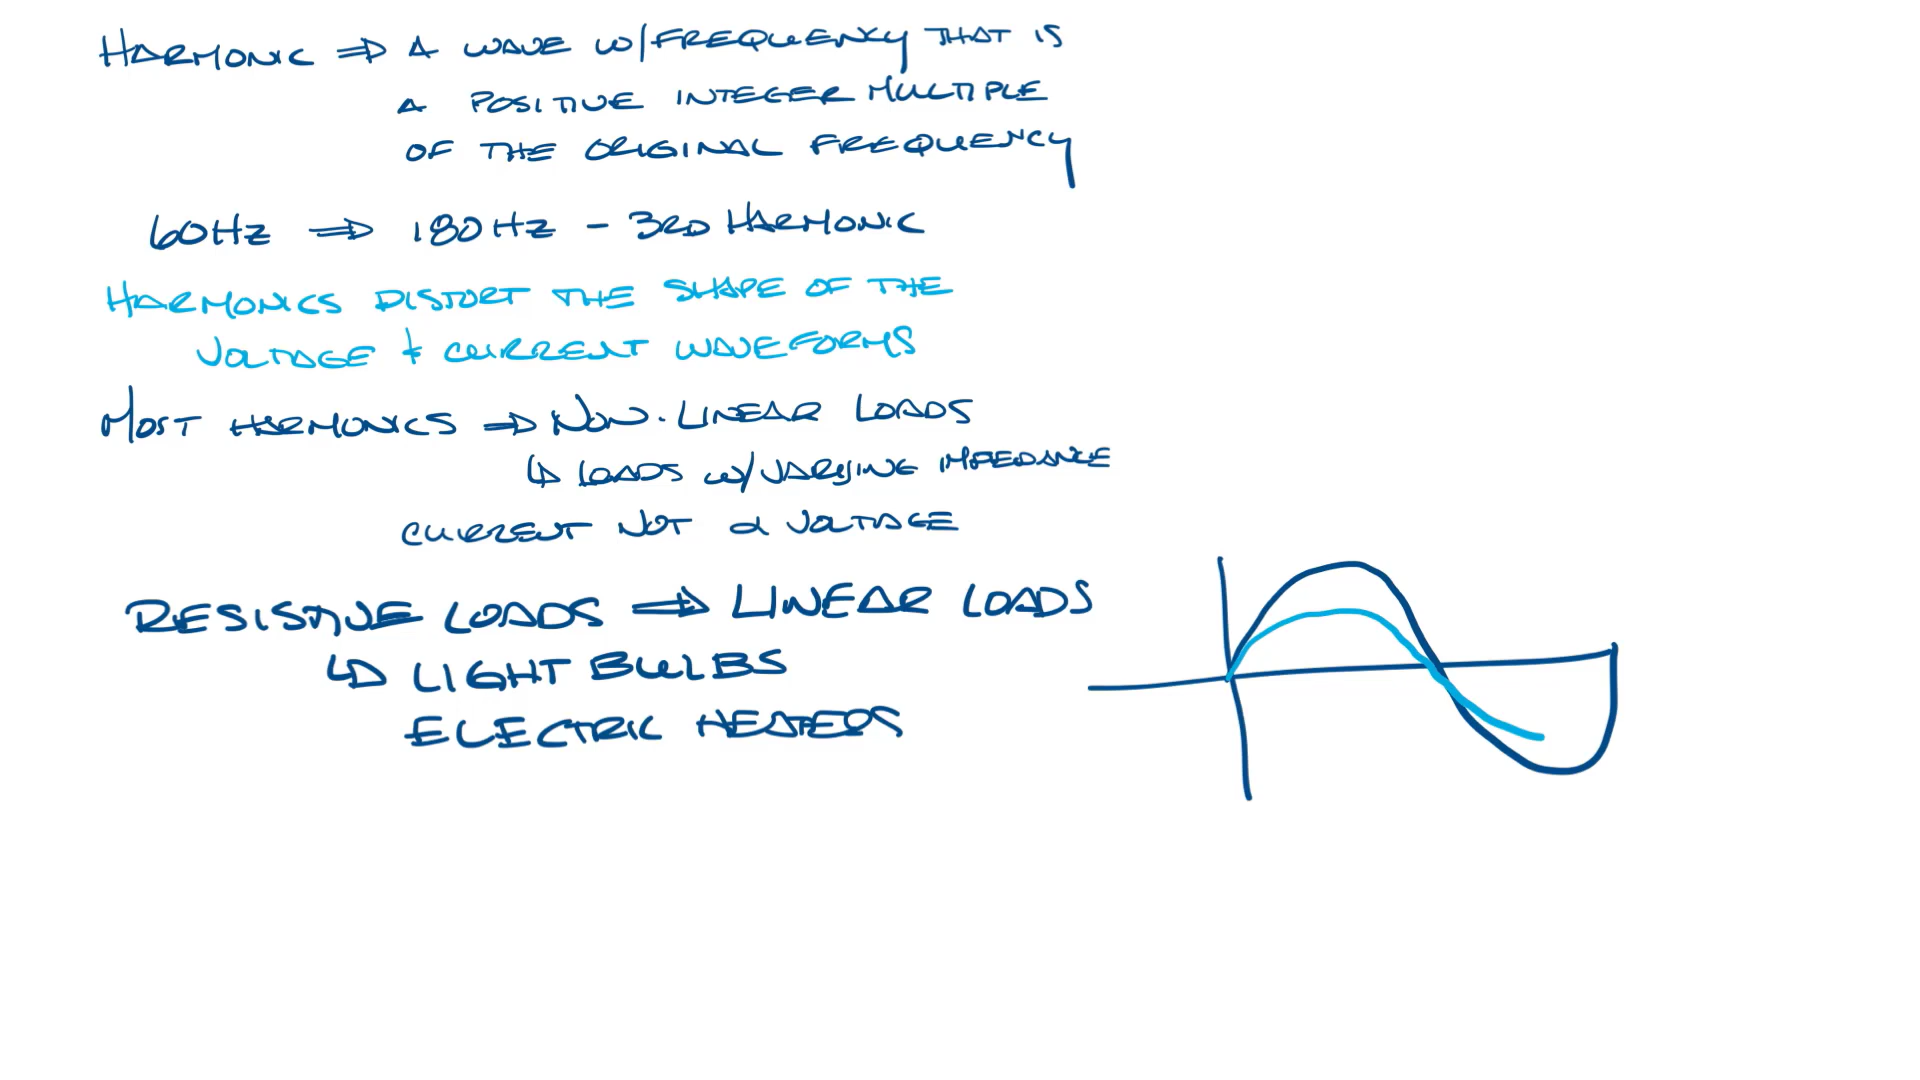 HARMONIC ⇒ A WAVE W/FREQUENCY THAT IS
A POSITIVE INTEGER MULTIPLE
OF THE ORIGINAL FREQUENCY
60HZ ⇒ 180HZ - 3RD HARMONIC
HARMONICS DISTORT THE SHAPE OF THE
VOLTAGE & CURRENT WAVEFORMS
MOST HARMONICS ⇒ NON-LINEAR LOADS
↳ LOADS W/VARYING IMPEDANCE
CURRENT NOT α VOLTAGE
RESISTIVE LOADS ⇒ LINEAR LOADS
↳ LIGHT BULBS
ELECTRIC HEATERS